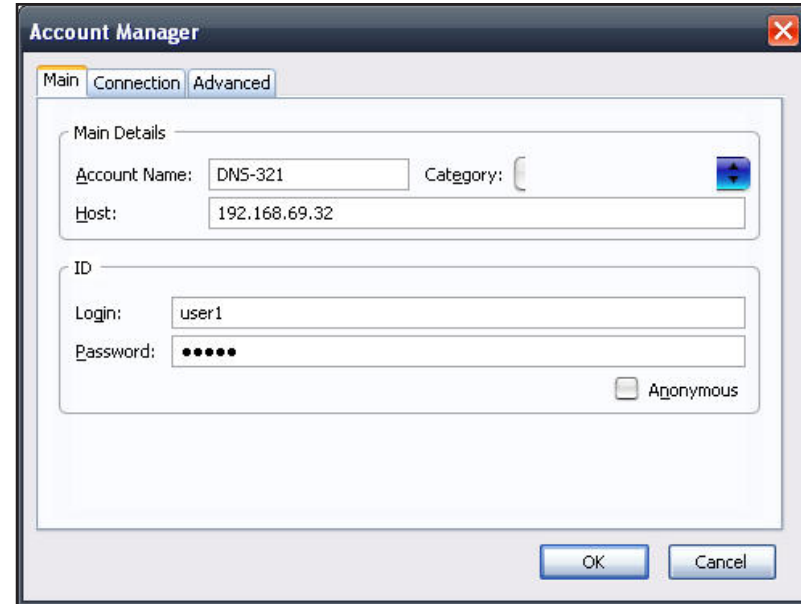 Account Manager
Main Connection Advanced
Main Details
Account Name: DNS-321 Category:
Host: 192.168.69.32
ID
Login: user1
Password: •••••
Anonymous
OK Cancel